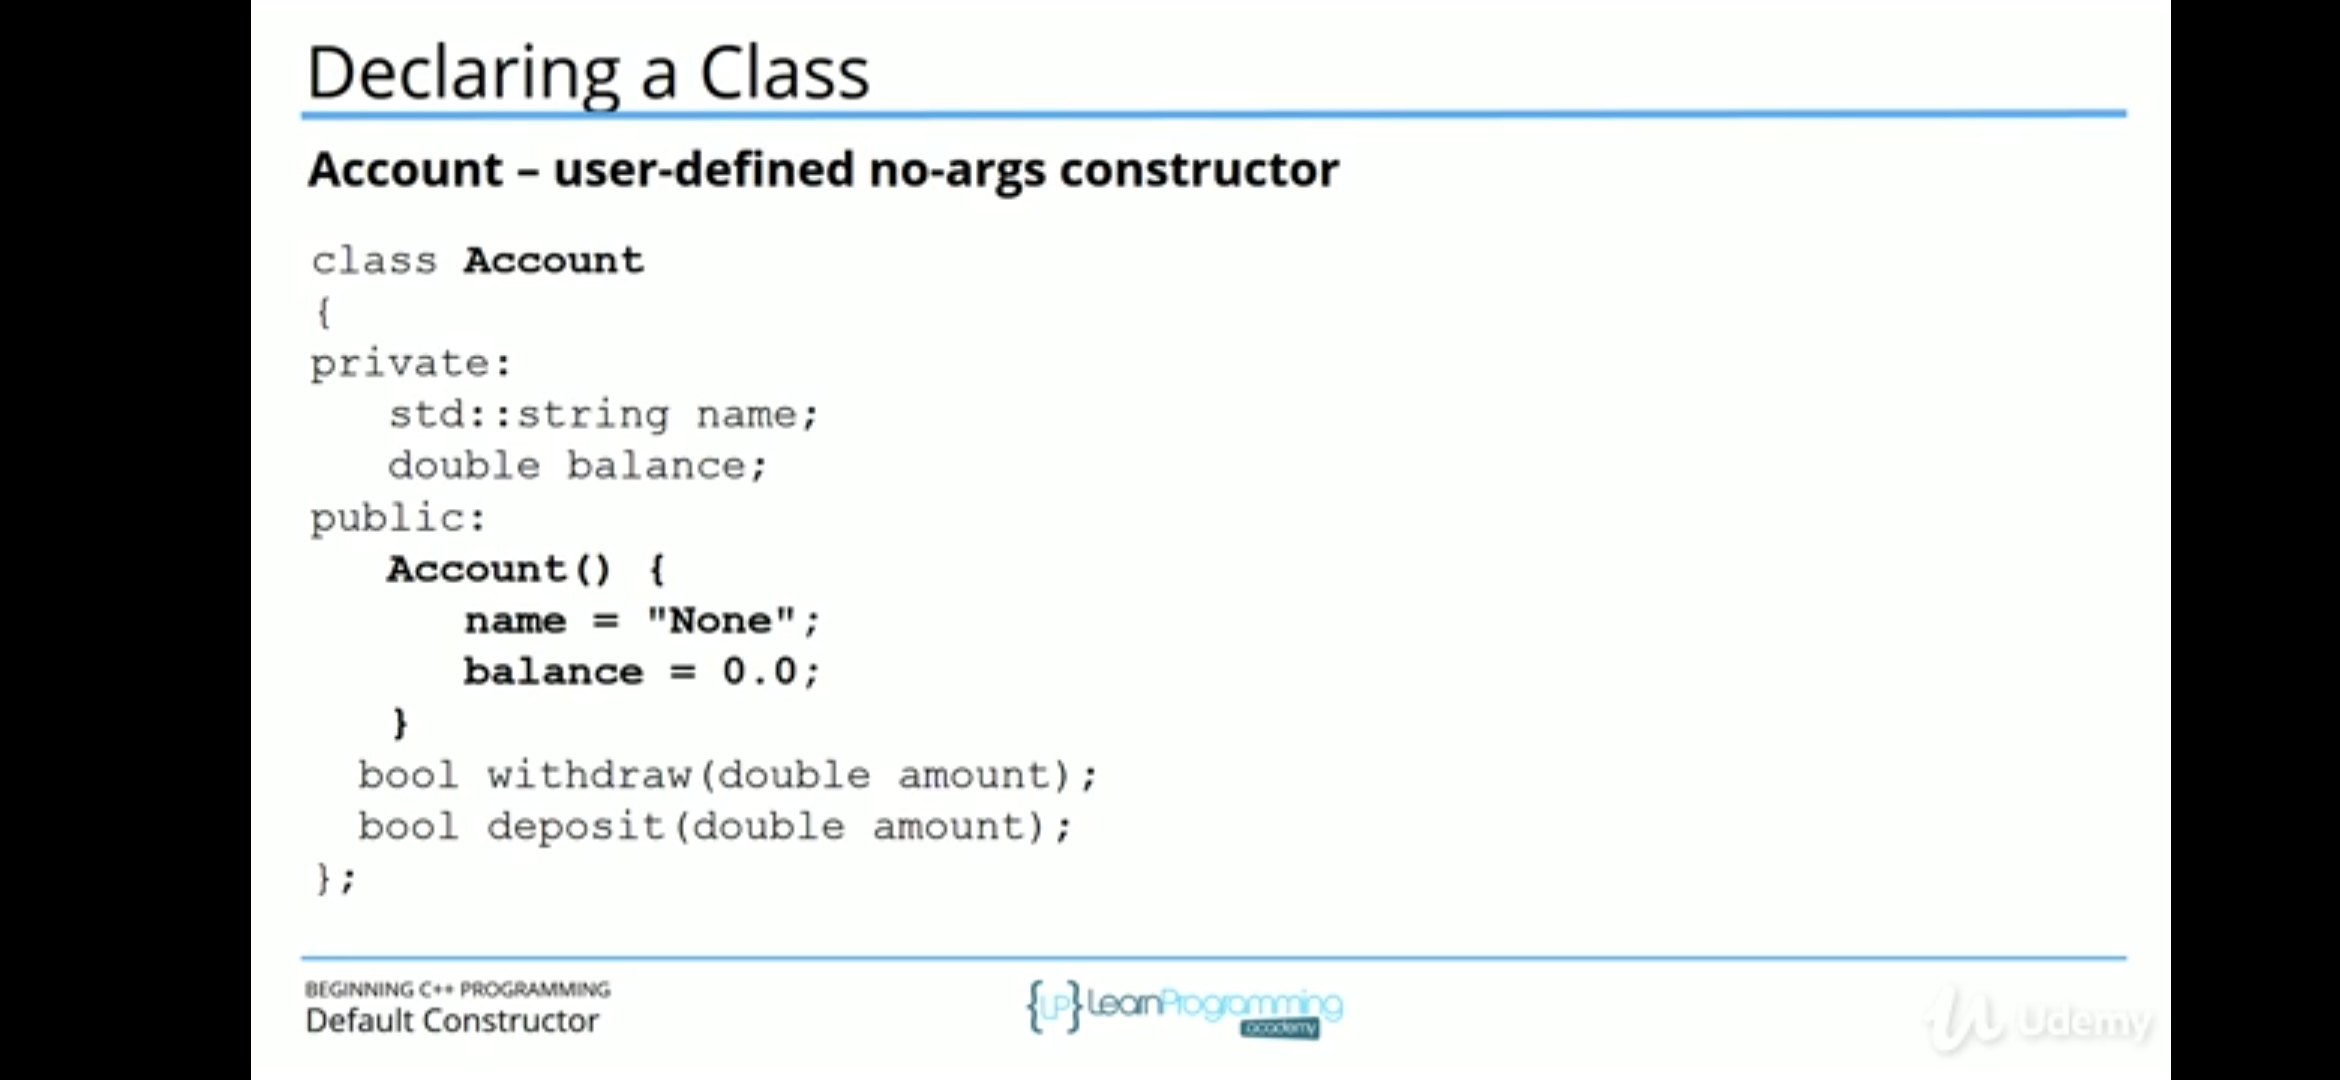 Declaring a Class
Account – user-defined no-args constructor
class Account
{
private:
std::string name;
double balance;
public:
Account() {
name = "None";
balance = 0.0;
}
bool withdraw(double amount);
bool deposit(double amount);
};
BEGINNING C++ PROGRAMMING
Default Constructor
{LP} LearnProgramming
academy
Udemy